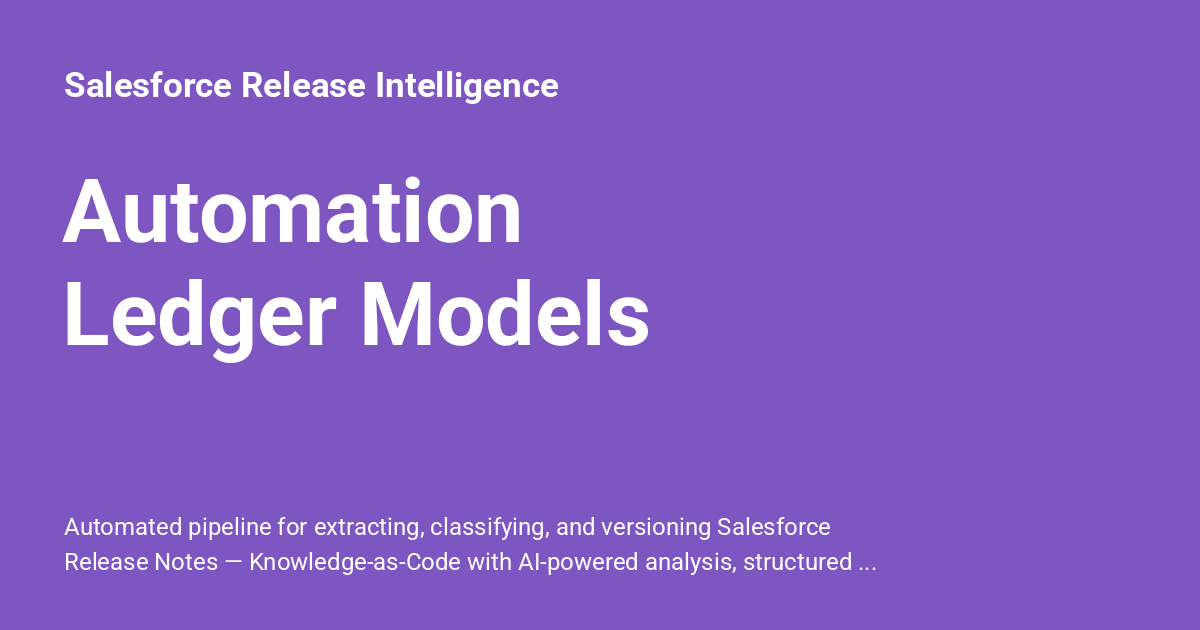 Salesforce Release Intelligence
Automation
Ledger Models
Automated pipeline for extracting, classifying, and versioning Salesforce
Release Notes — Knowledge-as-Code with AI-powered analysis, structured ...